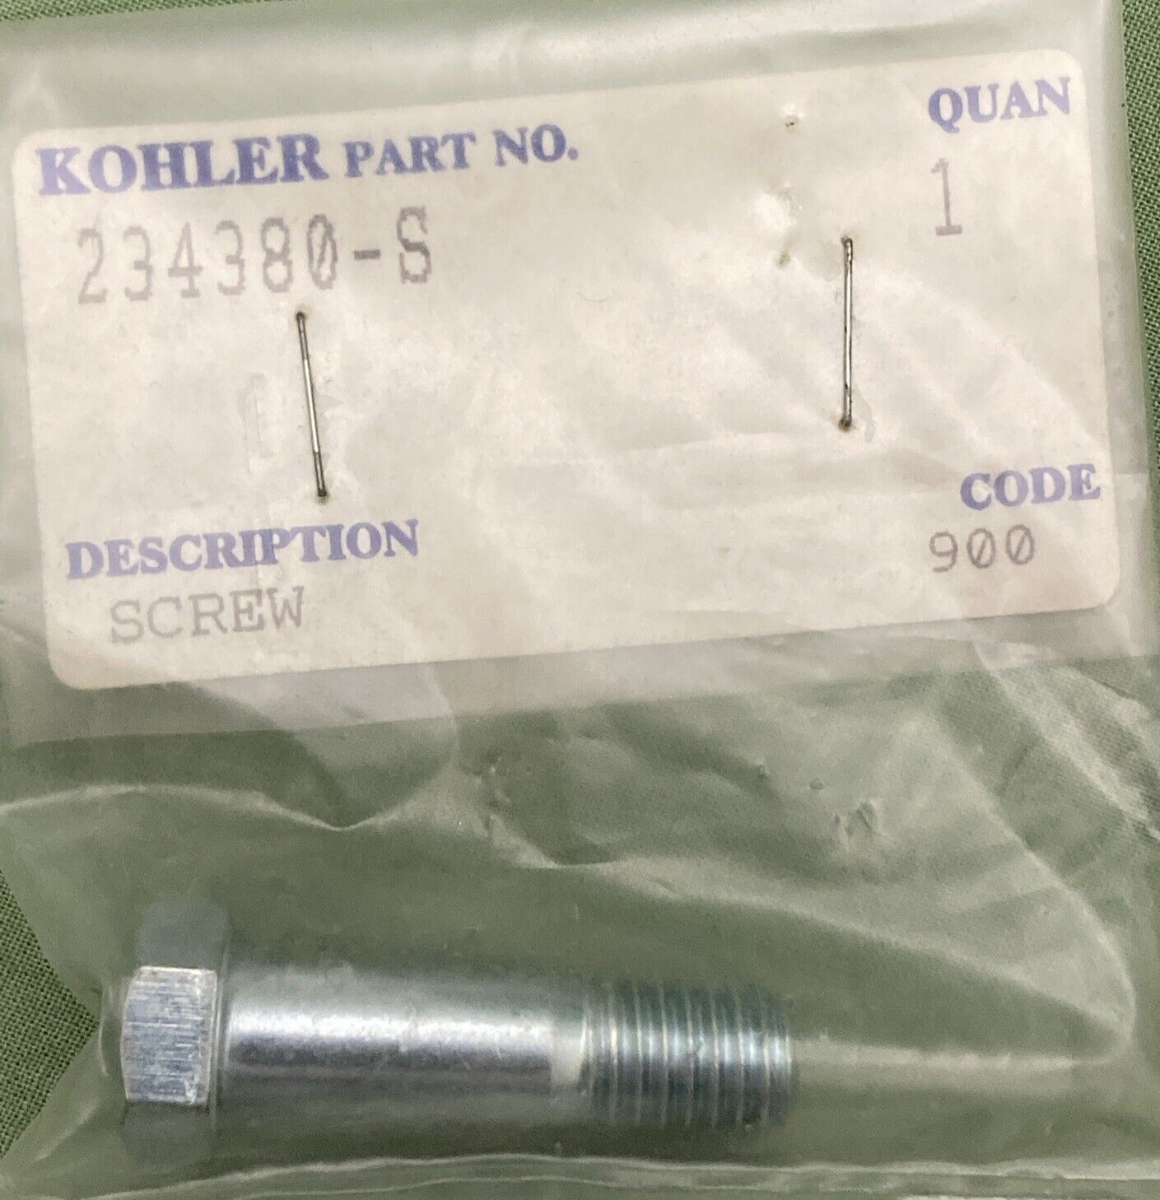 KOHLER PART NO. QUAN
234380-S 1
DESCRIPTION CODE
SCREW 900